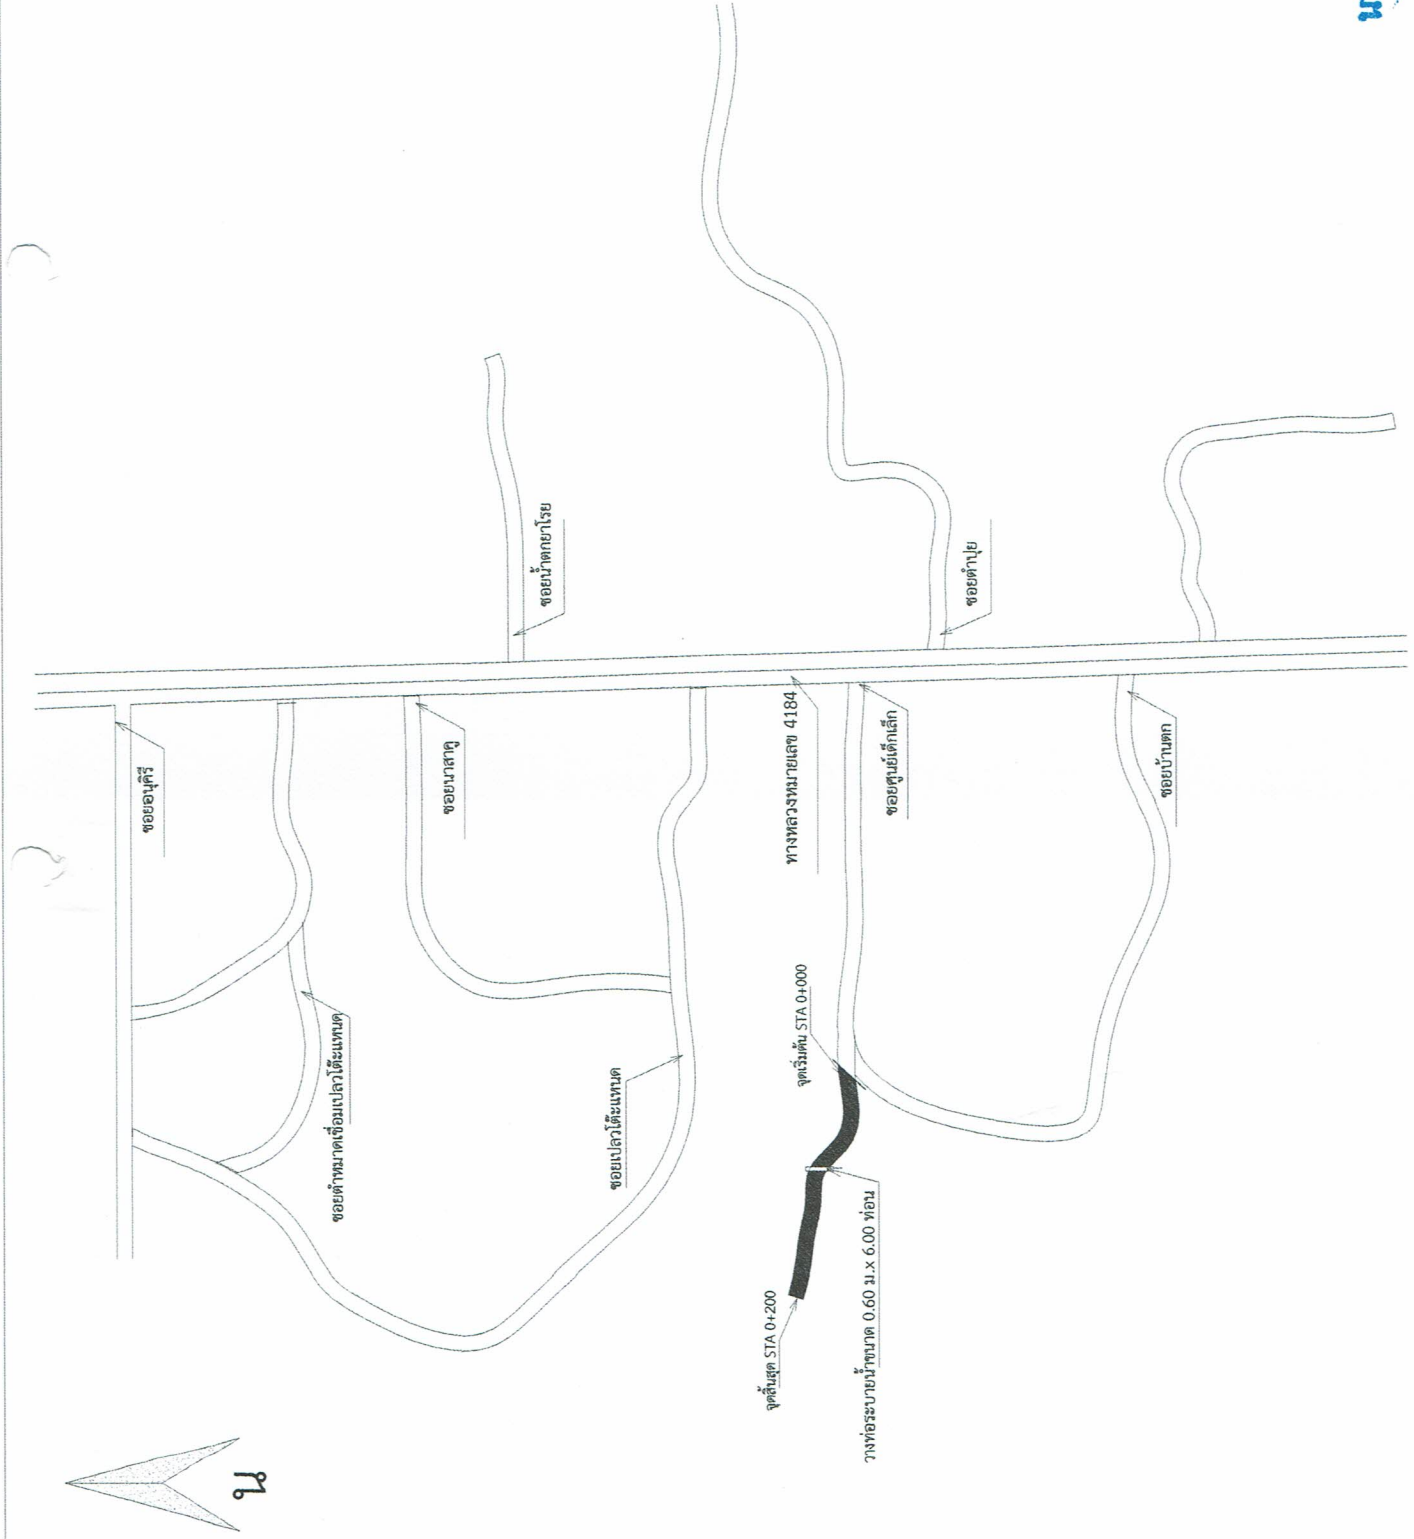 ซอยน้ำตกยาโรย
ซอยตำปุย
ซอยอนุคีรี
ซอยนาสาคู
ทางหลวงหมายเลข 4184
ซอยศูนย์เด็กเล็ก
ซอยบ้านตก
ซอยตำหมาดเชื่อมเปลวโต๊ะแหนด
ซอยเปลวโต๊ะแหนด
จุดเริ่มต้น STA 0+000
จุดสิ้นสุด STA 0+200
วางท่อระบายน้ำขนาด 0.60 ม.x 6.00 ท่อน
น